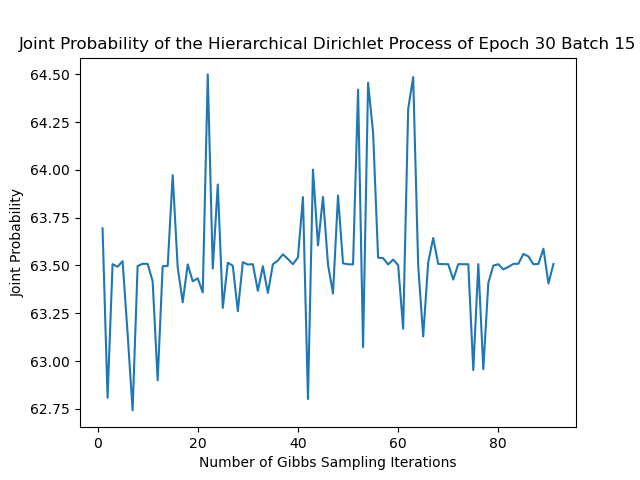 Joint Probability of the Hierarchical Dirichlet Process of Epoch 30 Batch 15
64.50
64.25
64.00
63.75
63.50
63.25
63.00
62.75
Joint Probability
0 20 40 60 80
Number of Gibbs Sampling Iterations